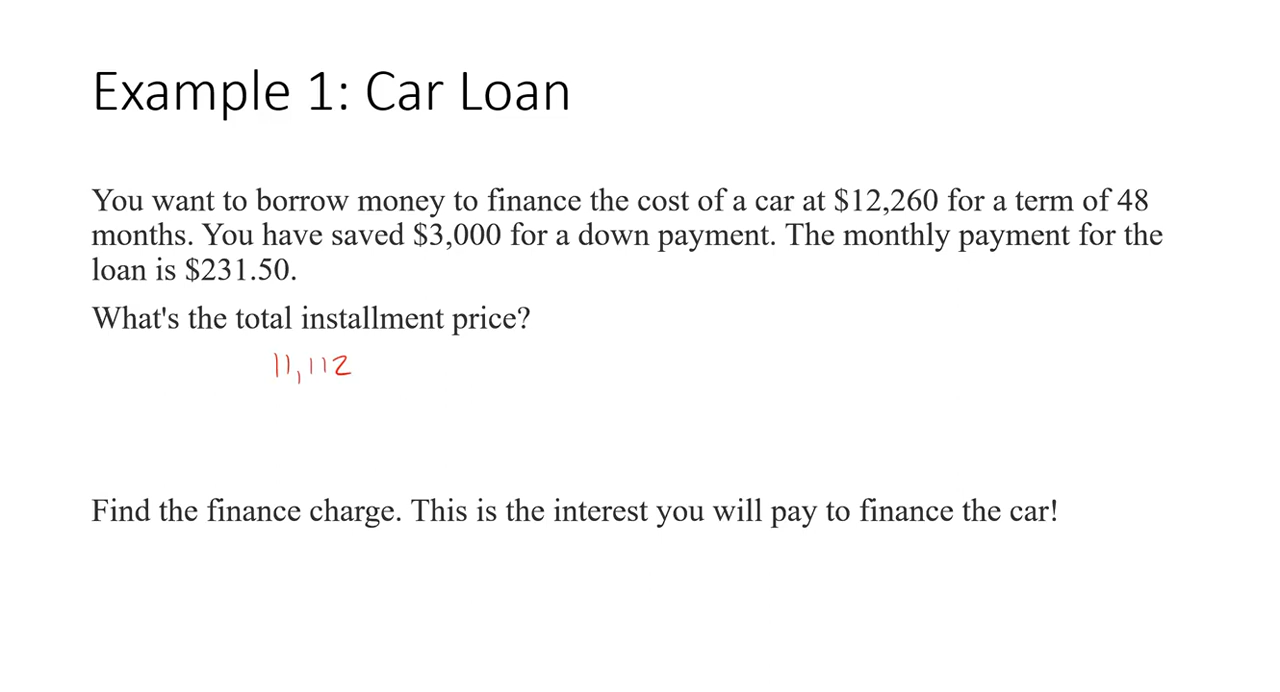 Example 1: Car Loan
You want to borrow money to finance the cost of a car at $12,260 for a term of 48
months. You have saved $3,000 for a down payment. The monthly payment for the
loan is $231.50.
What's the total installment price?
11,112
Find the finance charge. This is the interest you will pay to finance the car!